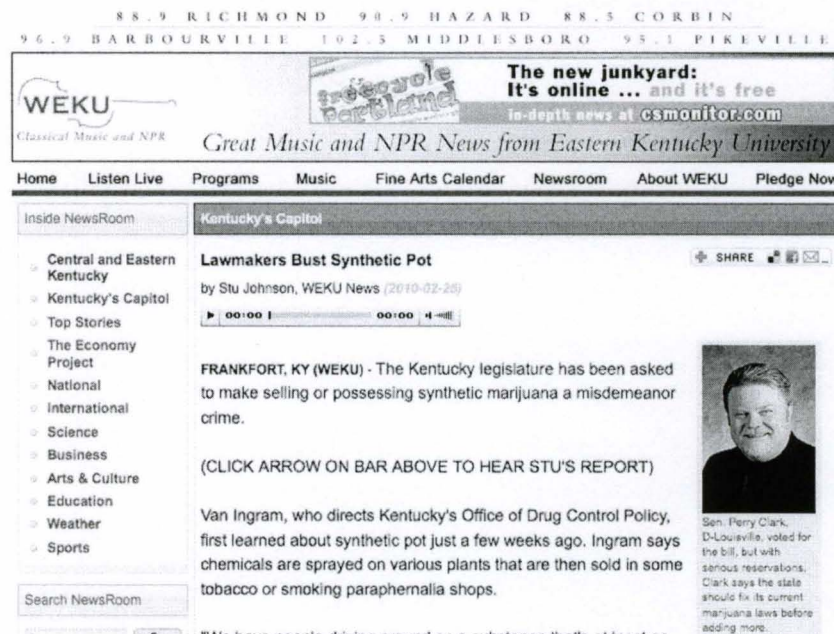 88.9 RICHMOND 90.9 HAZARD 88.5 CORBIN
96.9 BARBOURVILLE 102.5 MIDDLESBORO 95.1 PIKEVILLE
WEKU
Classical Music and NPR
freecycle Portland
The new junkyard:
It's online ... and it's free
in-depth news at csmonitor.com
Great Music and NPR News from Eastern Kentucky University
Home Listen Live Programs Music Fine Arts Calendar Newsroom About WEKU Pledge Now
Inside NewsRoom
Central and Eastern
Kentucky
Kentucky's Capitol
Top Stories
The Economy
Project
National
International
Science
Business
Arts & Culture
Education
Weather
Sports
Search NewsRoom
Kentucky's Capitol
Lawmakers Bust Synthetic Pot
SHARE
by Stu Johnson, WEKU News (2010-02-25)
00:00 00:00
FRANKFORT, KY (WEKU) - The Kentucky legislature has been asked
to make selling or possessing synthetic marijuana a misdemeanor
crime.
(CLICK ARROW ON BAR ABOVE TO HEAR STU'S REPORT)
Van Ingram, who directs Kentucky's Office of Drug Control Policy,
first learned about synthetic pot just a few weeks ago. Ingram says
chemicals are sprayed on various plants that are then sold in some
tobacco or smoking paraphernalia shops.
Sen. Perry Clark,
D-Louisville, voted for
the bill, but with
serious reservations.
Clark says the state
should fix its current
marijuana laws before
adding more.